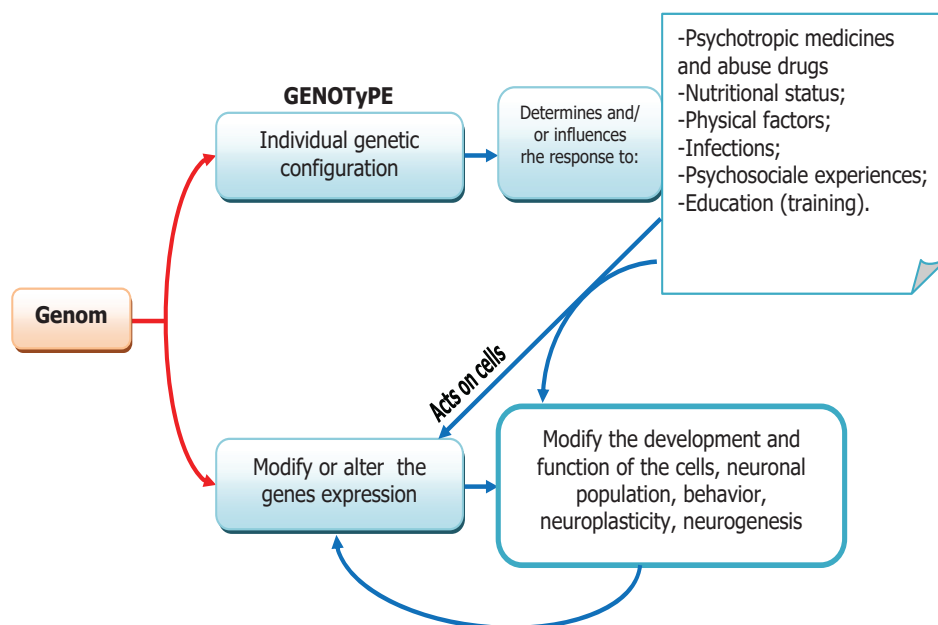 GENOTyPE
Individual genetic
configuration
Determines and/
or influences
rhe response to:
-Psychotropic medicines
and abuse drugs
-Nutritional status;
-Physical factors;
-Infections;
-Psychosociale experiences;
-Education (training).
Genom
Acts on cells
Modify or alter the
genes expression
Modify the development and
function of the cells, neuronal
population, behavior,
neuroplasticity, neurogenesis